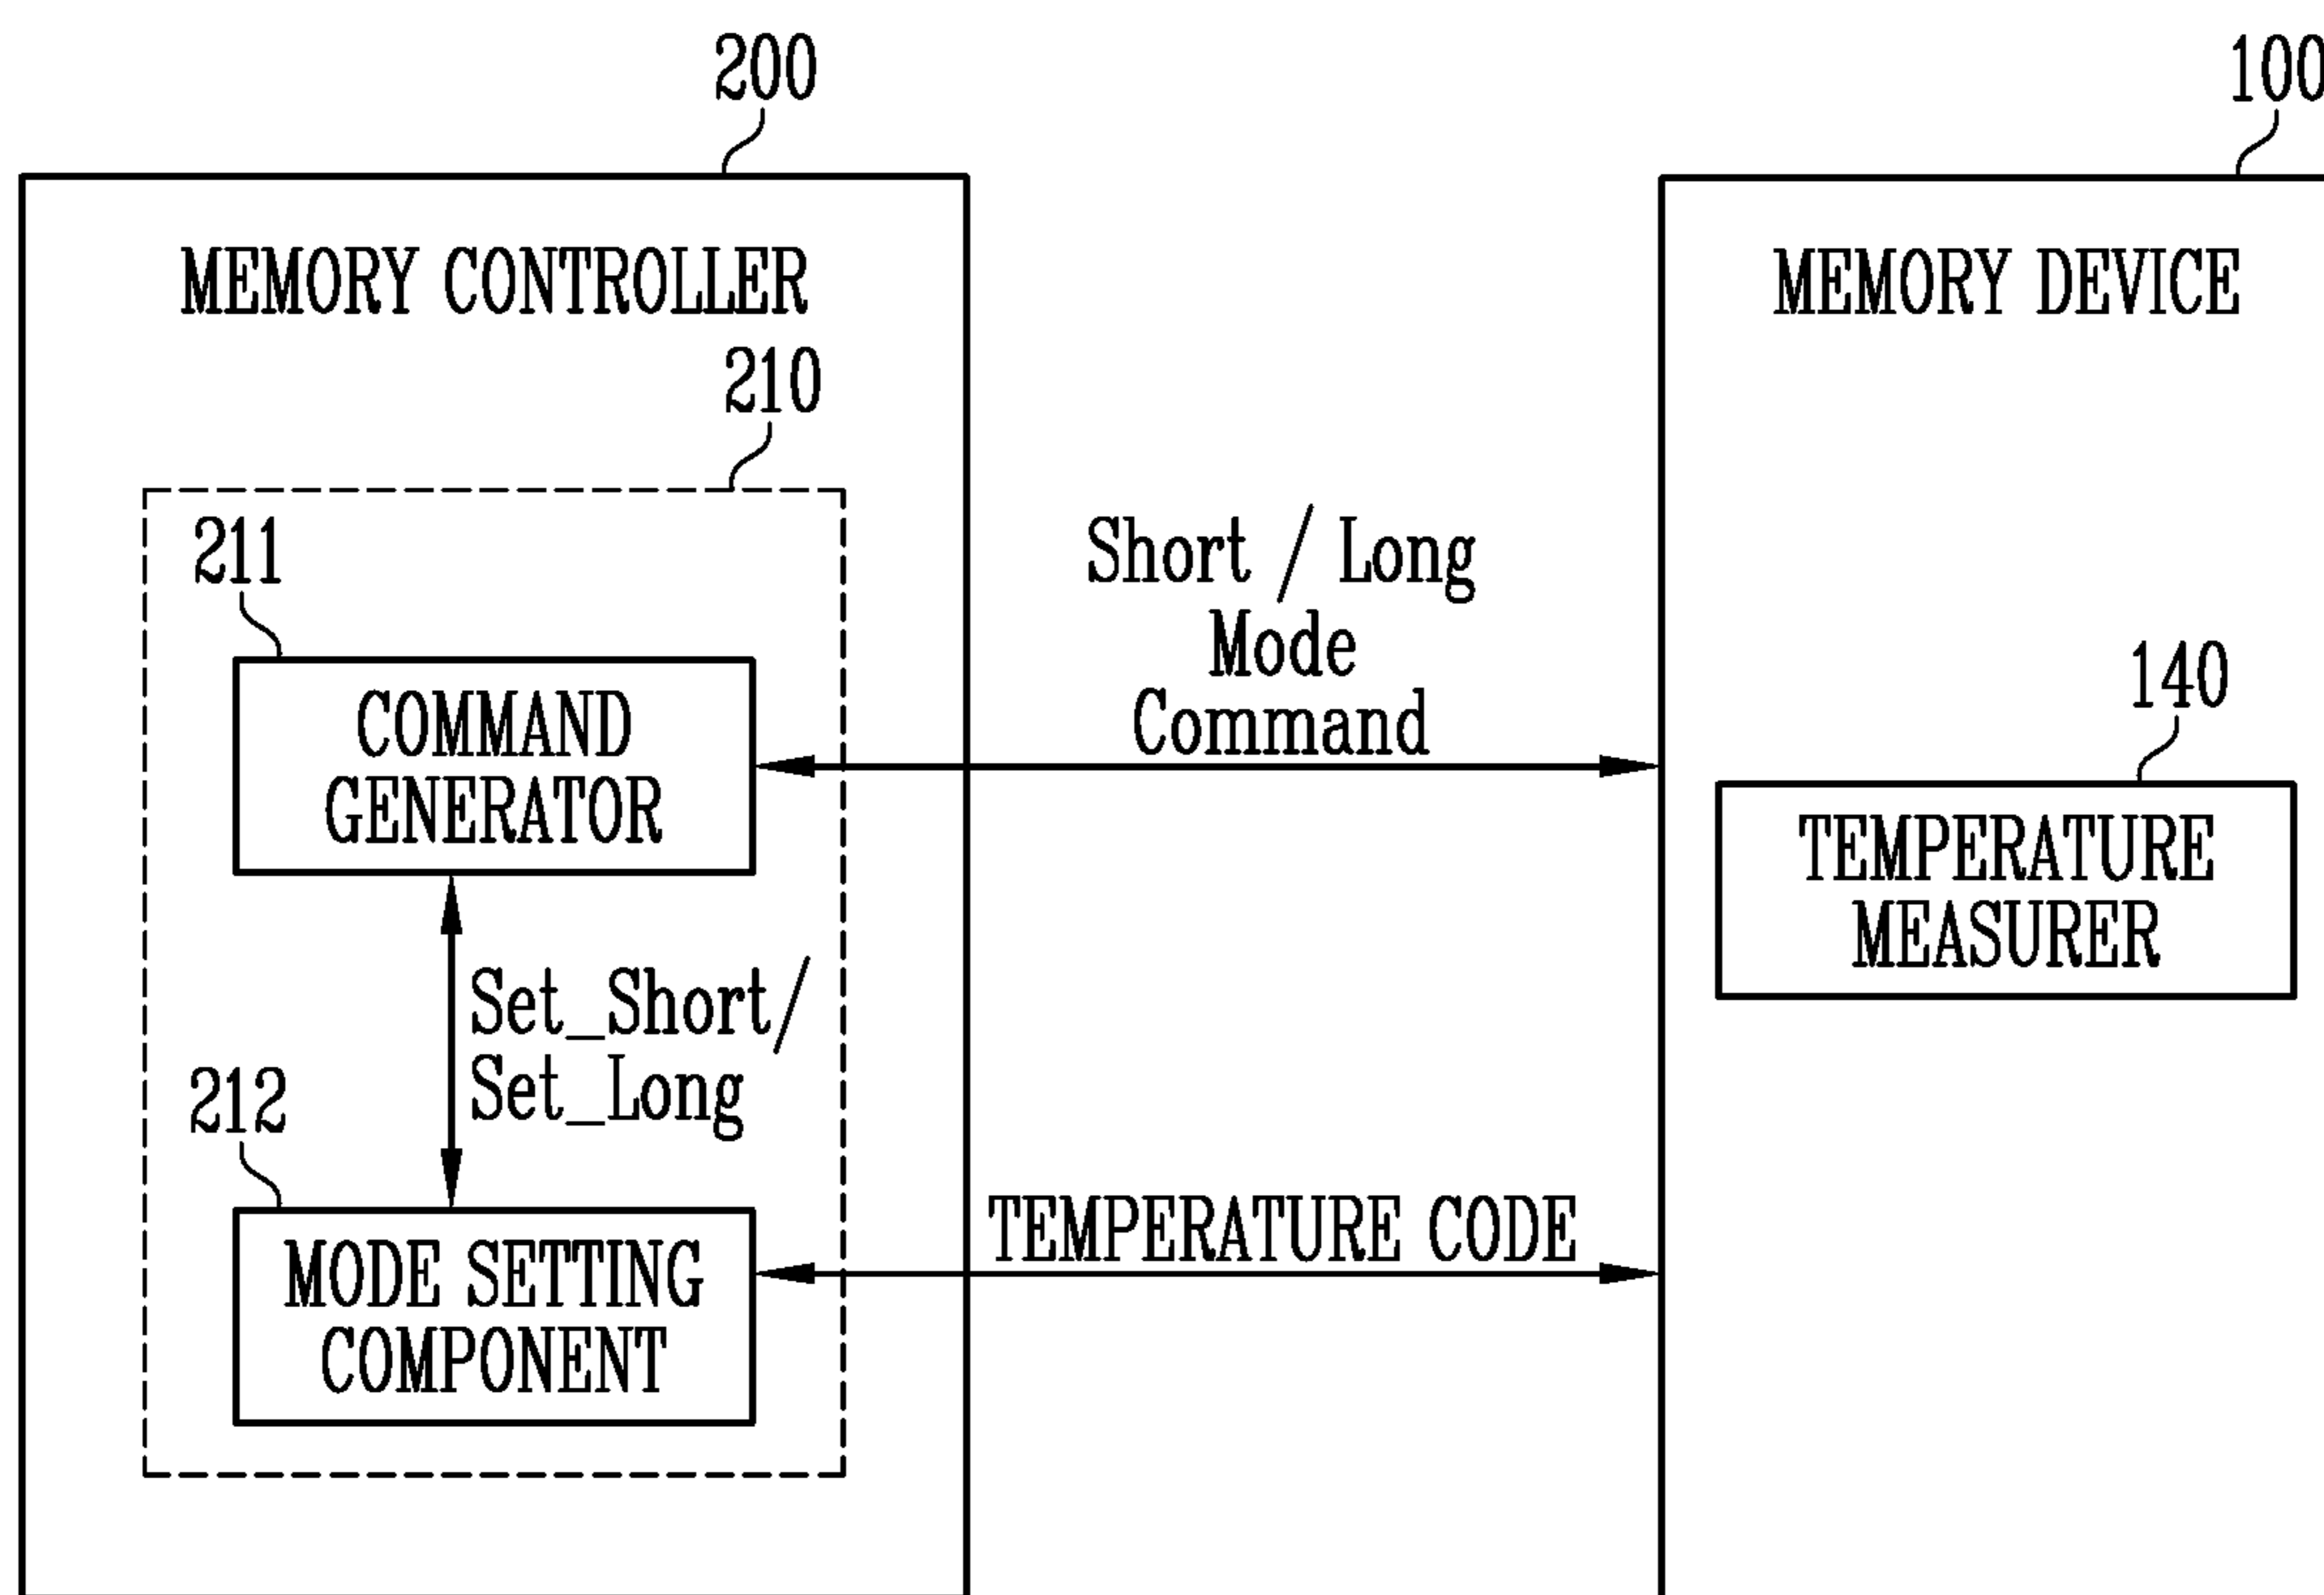 200
100
MEMORY CONTROLLER
MEMORY DEVICE
210
211
Short / Long
Mode
Command
140
COMMAND
GENERATOR
TEMPERATURE
MEASURER
Set_Short/
Set_Long
212
TEMPERATURE CODE
MODE SETTING
COMPONENT